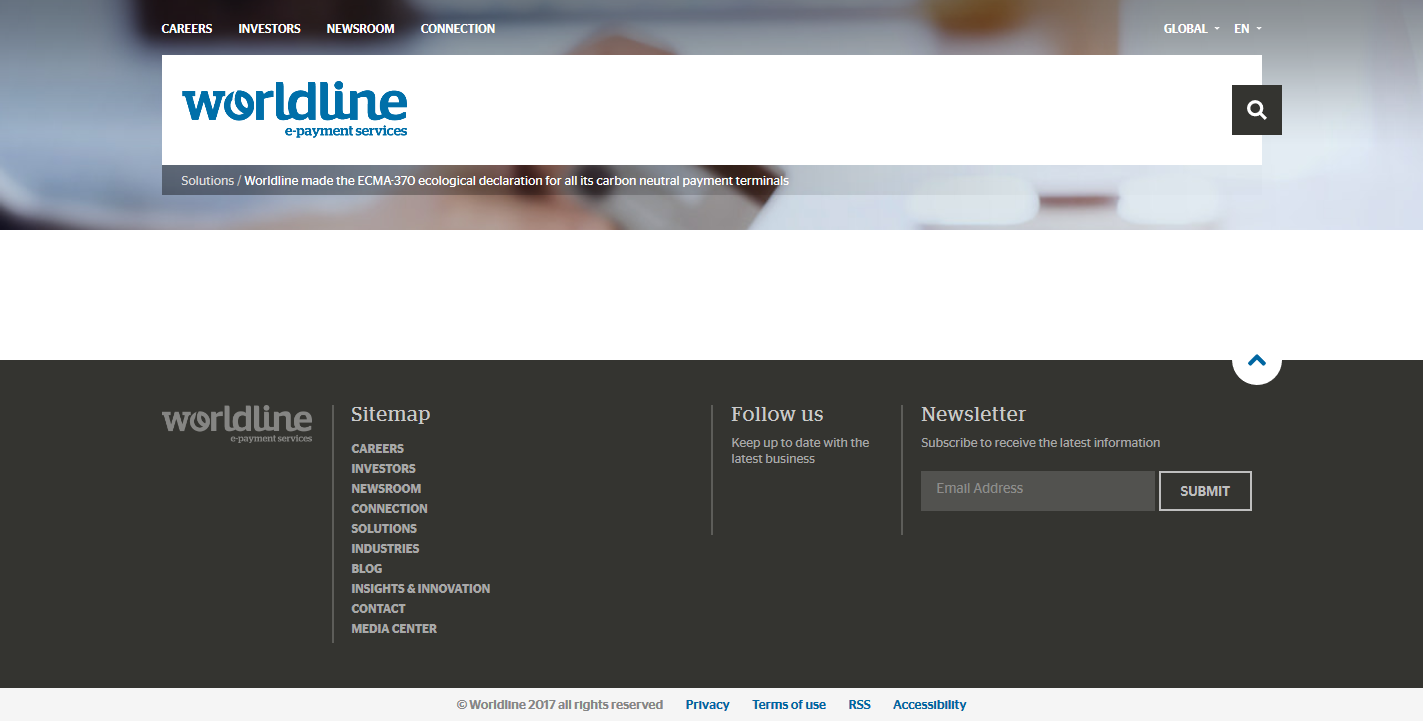 CAREERS INVESTORS NEWSROOM CONNECTION GLOBAL EN
worldline
e-payment services
Solutions / Worldline made the ECMA-370 ecological declaration for all its carbon neutral payment terminals
worldline
e-payment services
Sitemap
CAREERS
INVESTORS
NEWSROOM
CONNECTION
SOLUTIONS
INDUSTRIES
BLOG
INSIGHTS & INNOVATION
CONTACT
MEDIA CENTER
Follow us
Keep up to date with the
latest business
Newsletter
Subscribe to receive the latest information
Email Address SUBMIT
© Worldline 2017 all rights reserved Privacy Terms of use RSS Accessibility